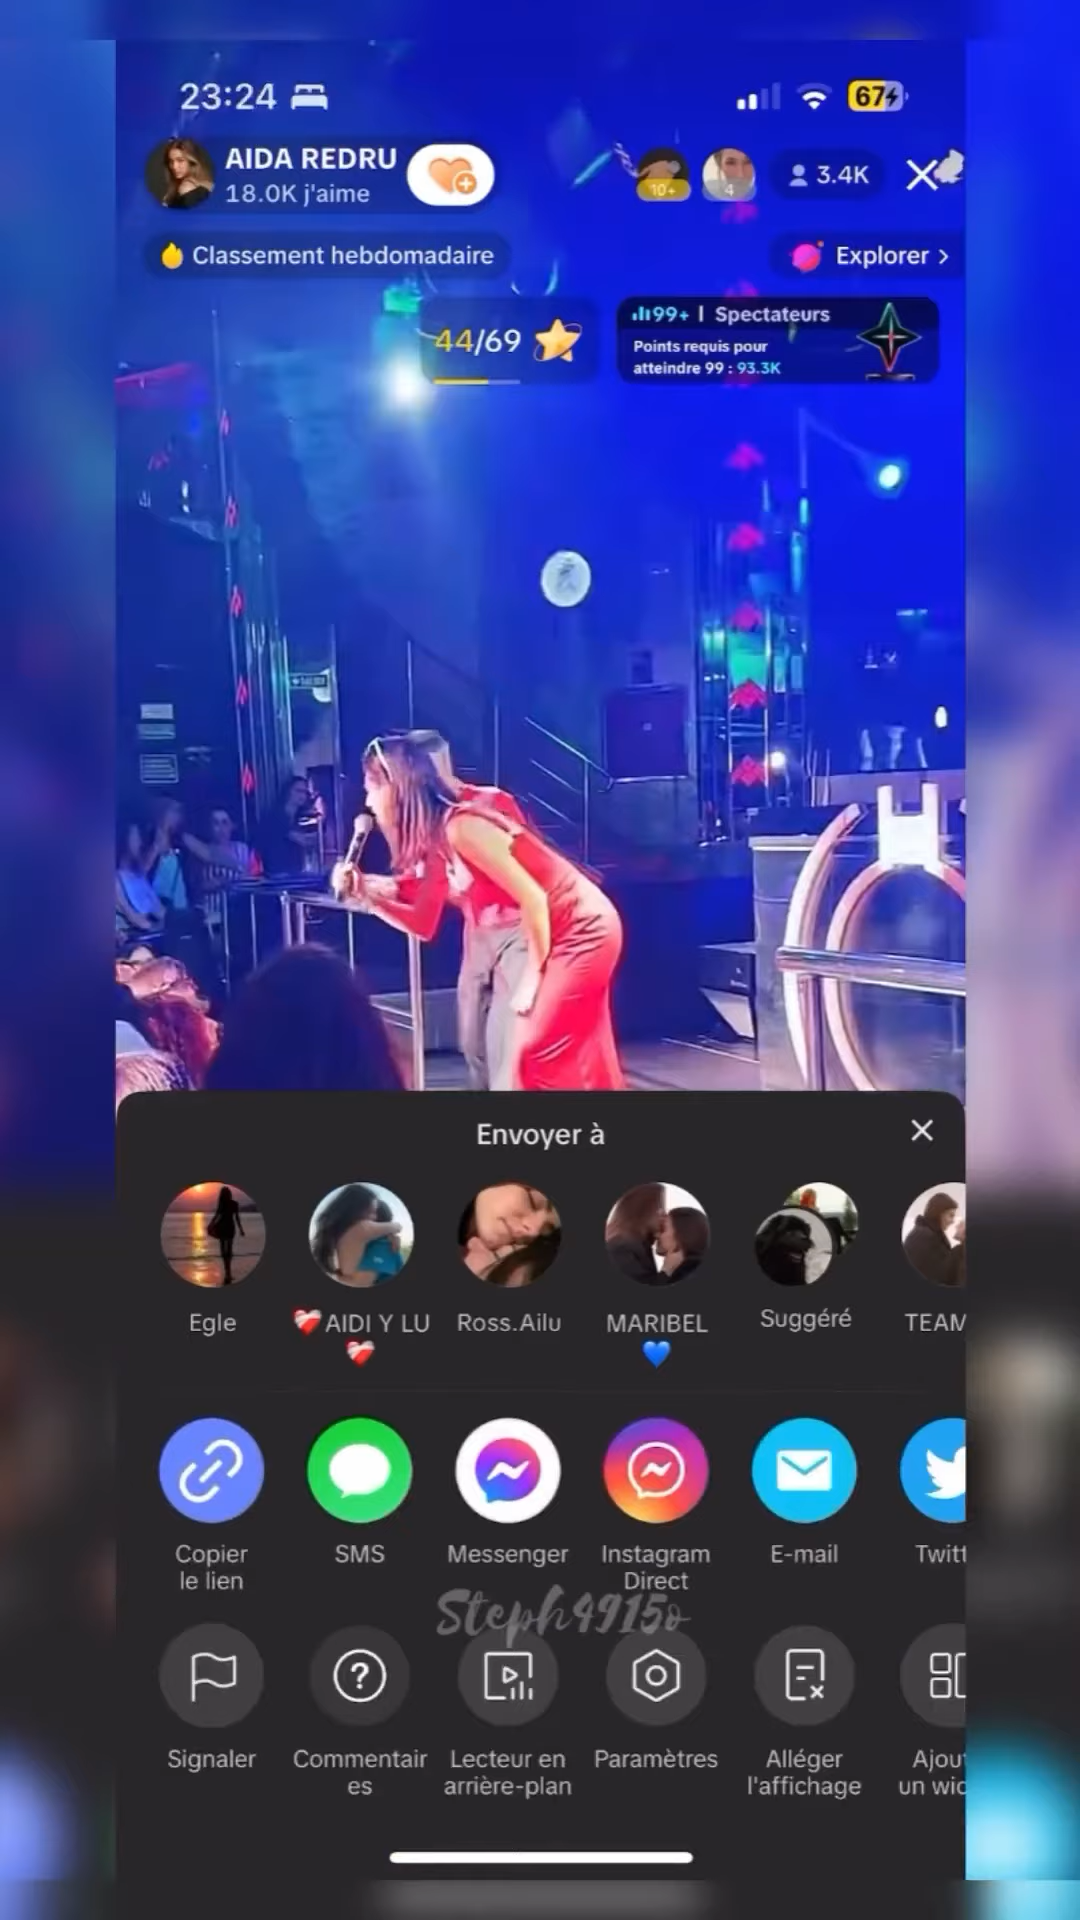 23:24
67
AIDA REDRU
18.0K j'aime
10+
4
3.4K
Classement hebdomadaire
Explorer >
44/69
99+ | Spectateurs
Points requis pour
atteindre 99 : 93.3K
Envoyer à
Egle
❤️‍🩹AIDI Y LU
❤️‍🩹
Ross.Ailu
MARIBEL
💙
Suggéré
TEAM
Copier
le lien
SMS
Messenger
Instagram
Direct
E-mail
Twitt
Steph4915o
Signaler
Commentair
es
Lecteur en
arrière-plan
Paramètres
Alléger
l'affichage
Ajout
un wid